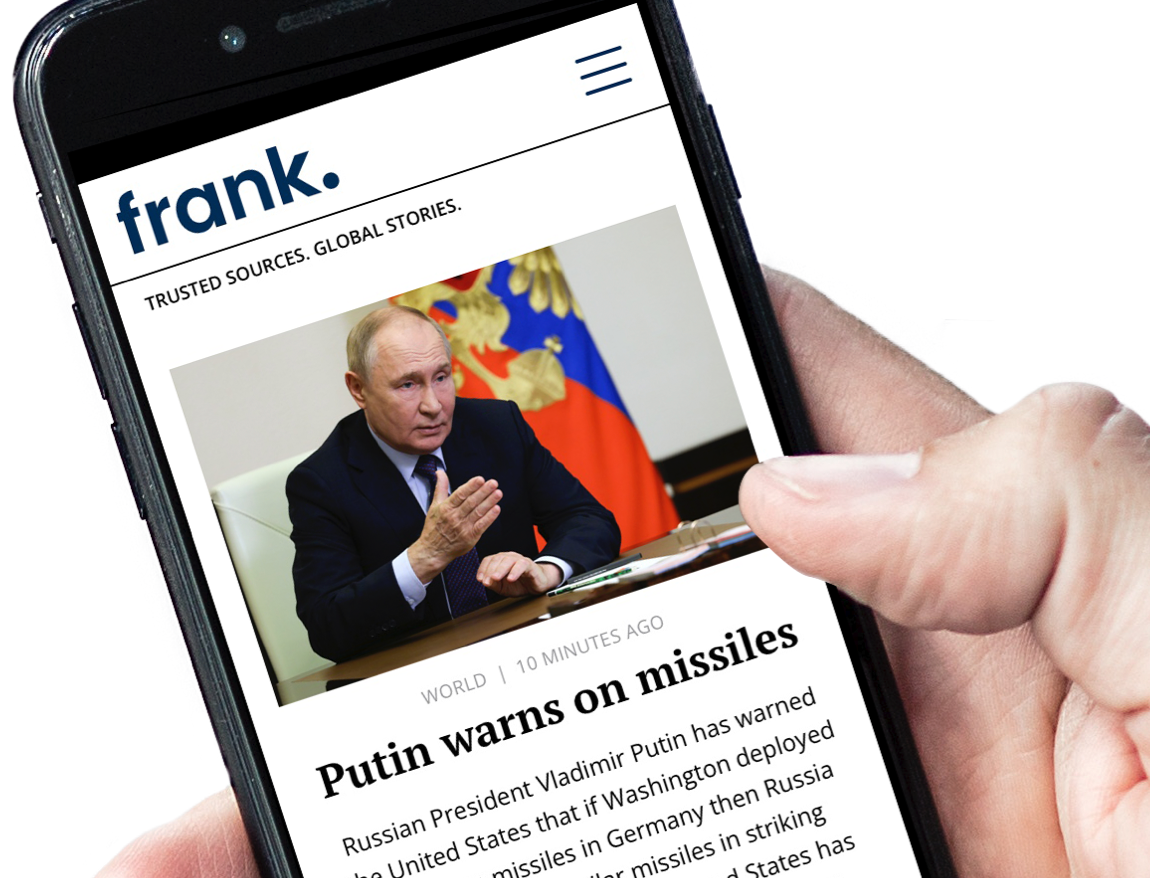 frank.
TRUSTED SOURCES. GLOBAL STORIES.
WORLD | 10 MINUTES AGO
Putin warns on missiles
Russian President Vladimir Putin has warned
the United States that if Washington deployed
missiles in Germany then Russia
missiles in striking
States has